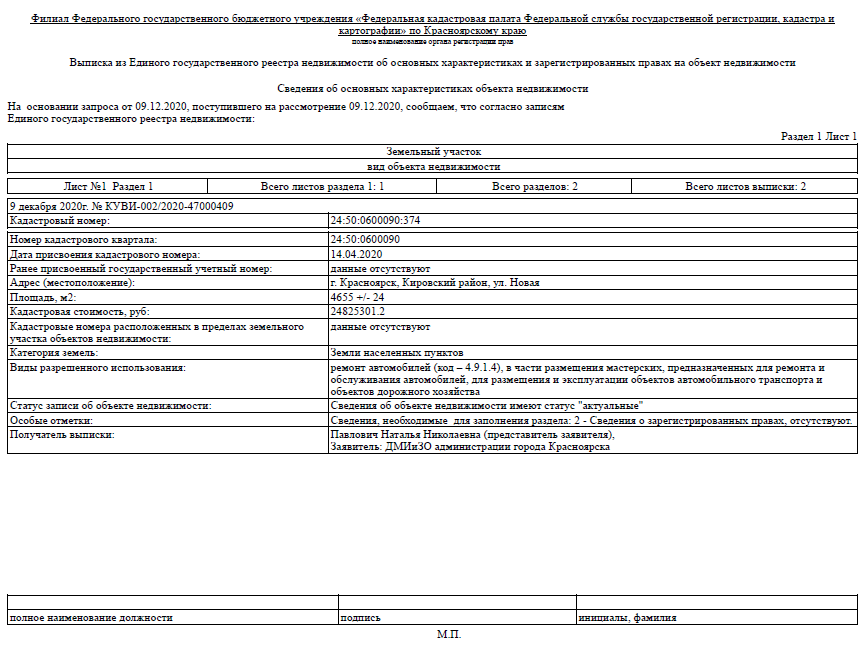 Филиал Федерального государственного бюджетного учреждения «Федеральная кадастровая палата Федеральной службы государственной регистрации, кадастра и
картографии» по Красноярскому краю
полное наименование органа регистрации прав
Выписка из Единого государственного реестра недвижимости об основных характеристиках и зарегистрированных правах на объект недвижимости
Сведения об основных характеристиках объекта недвижимости
На основании запроса от 09.12.2020, поступившего на рассмотрение 09.12.2020, сообщаем, что согласно записям
Единого государственного реестра недвижимости:
Раздел 1 Лист 1
Земельный участок
вид объекта недвижимости
Лист №1 Раздел 1 Всего листов раздела 1: 1 Всего разделов: 2 Всего листов выписки: 2
9 декабря 2020г. № КУВИ-002/2020-47000409
Кадастровый номер: 24:50:0600090:374
Номер кадастрового квартала: 24:50:0600090
Дата присвоения кадастрового номера: 14.04.2020
Ранее присвоенный государственный учетный номер: данные отсутствуют
Адрес (местоположение): г. Красноярск, Кировский район, ул. Новая
Площадь, м2: 4655 +/- 24
Кадастровая стоимость, руб: 24825301.2
Кадастровые номера расположенных в пределах земельного данные отсутствуют
участка объектов недвижимости:
Категория земель: Земли населенных пунктов
Виды разрешенного использования: ремонт автомобилей (код – 4.9.1.4), в части размещения мастерских, предназначенных для ремонта и
обслуживания автомобилей, для размещения и эксплуатации объектов автомобильного транспорта и
объектов дорожного хозяйства
Статус записи об объекте недвижимости: Сведения об объекте недвижимости имеют статус "актуальные"
Особые отметки: Сведения, необходимые для заполнения раздела: 2 - Сведения о зарегистрированных правах, отсутствуют.
Получатель выписки: Павлович Наталья Николаевна (представитель заявителя),
Заявитель: ДМИиЗО администрации города Красноярска
полное наименование должности подпись инициалы, фамилия
М.П.